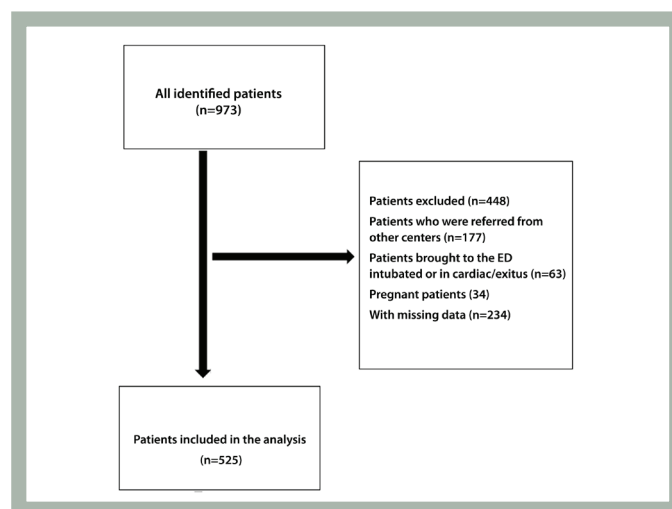 All identified patients
(n=973)
Patients excluded (n=448)
Patients who were referred from
other centers (n=177)
Patients brought to the ED
intubated or in cardiac/exitus (n=63)
Pregnant patients (34)
With missing data (n=234)
Patients included in the analysis
(n=525)